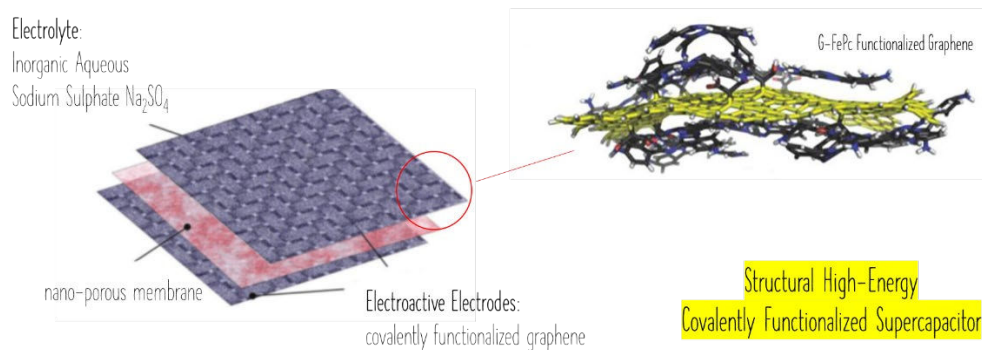 Electrolyte:
Inorganic Aqueous
Sodium Sulphate Na₂SO₄
G-FePc Functionalized Graphene
nano-porous membrane
Electroactive Electrodes:
covalently functionalized graphene
Structural High-Energy
Covalently Functionalized Supercapacitor